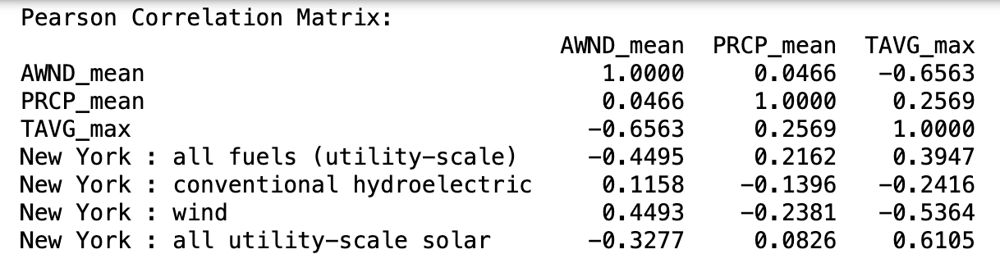 Pearson Correlation Matrix:
AWND_mean PRCP_mean TAVG_max
AWND_mean 1.0000 0.0466 -0.6563
PRCP_mean 0.0466 1.0000 0.2569
TAVG_max -0.6563 0.2569 1.0000
New York : all fuels (utility-scale) -0.4495 0.2162 0.3947
New York : conventional hydroelectric 0.1158 -0.1396 -0.2416
New York : wind 0.4493 -0.2381 -0.5364
New York : all utility-scale solar -0.3277 0.0826 0.6105